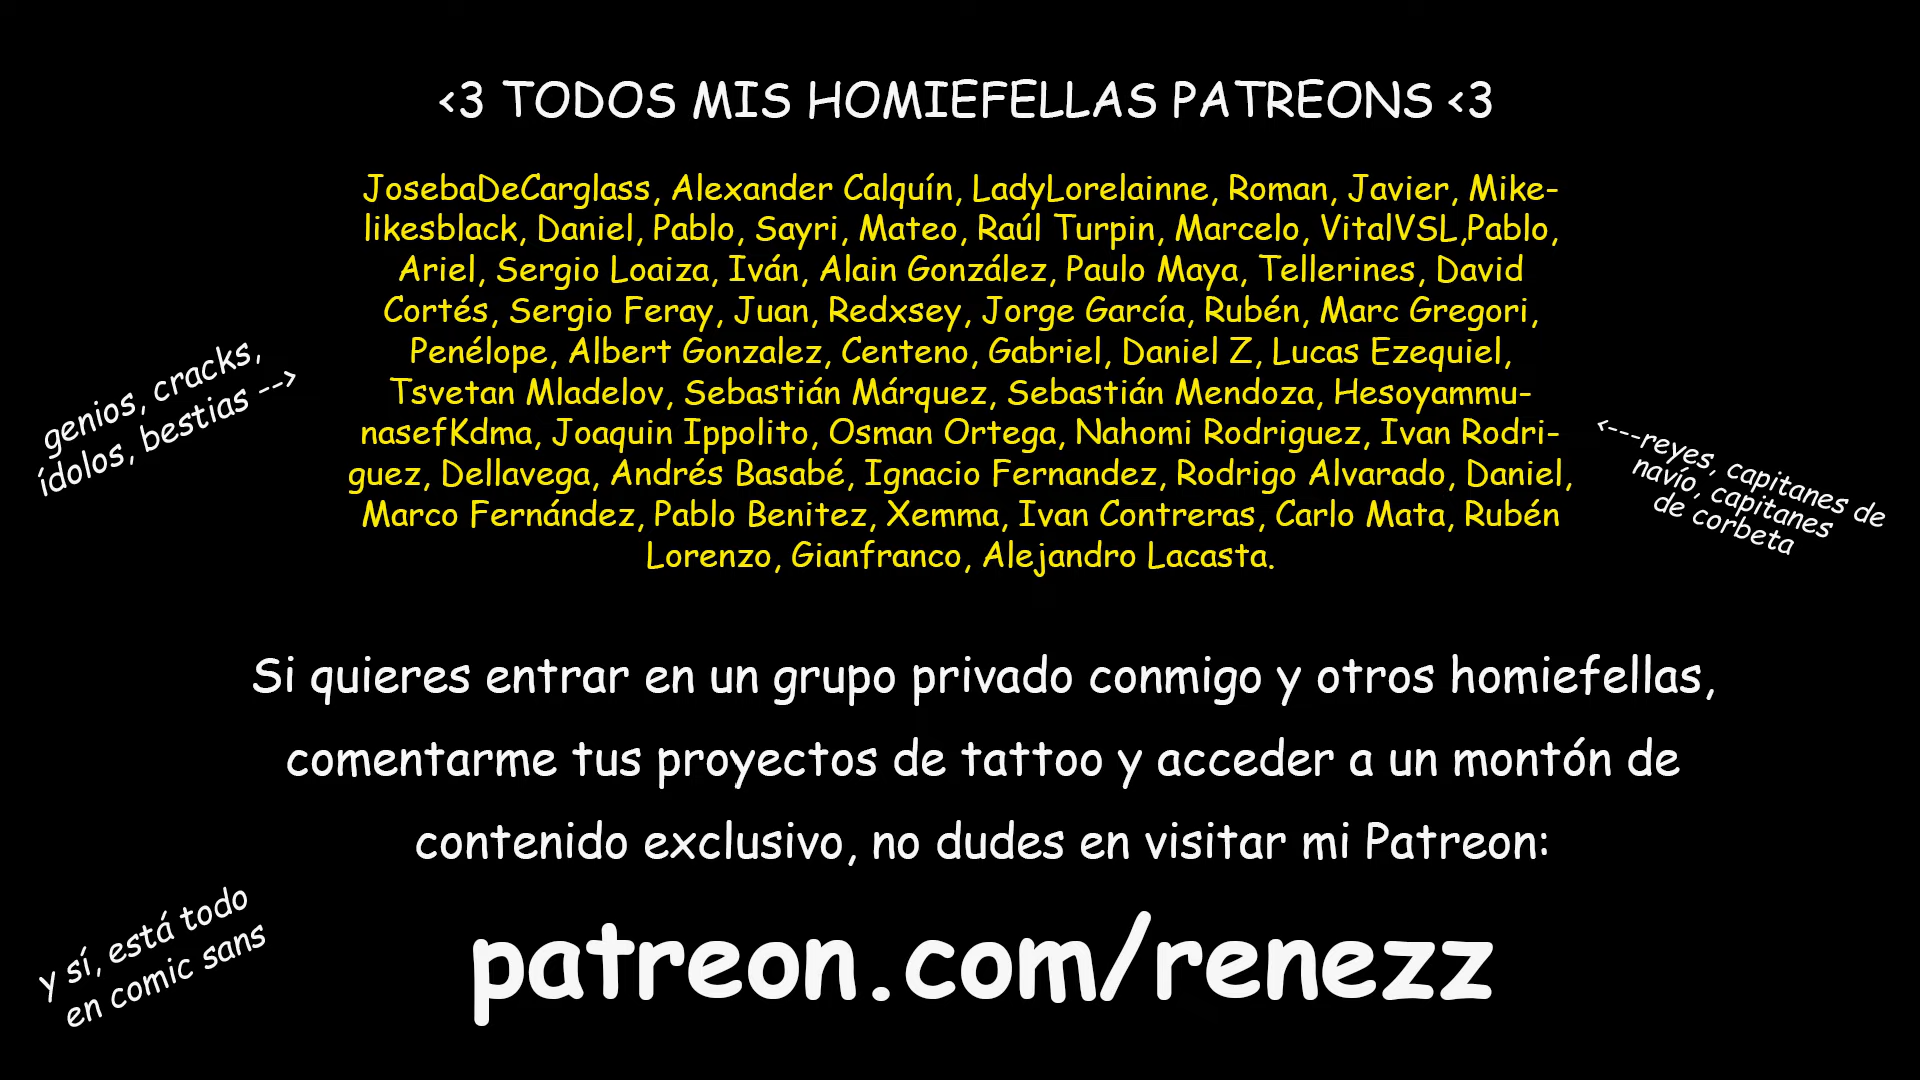 <3 TODOS MIS HOMIEFELLAS PATREONS <3
JosebaDeCarglass, Alexander Calquín, LadyLorelainne, Roman, Javier, Mike-
likesblack, Daniel, Pablo, Sayri, Mateo, Raúl Turpin, Marcelo, VitalVSL,Pablo,
Ariel, Sergio Loaiza, Iván, Alain González, Paulo Maya, Tellerines, David
Cortés, Sergio Feray, Juan, Redxsey, Jorge García, Rubén, Marc Gregori,
Penélope, Albert Gonzalez, Centeno, Gabriel, Daniel Z, Lucas Ezequiel,
Tsvetan Mladelov, Sebastián Márquez, Sebastián Mendoza, Hesoyammu-
nasefKdma, Joaquin Ippolito, Osman Ortega, Nahomi Rodriguez, Ivan Rodri-
guez, Dellavega, Andrés Basabé, Ignacio Fernandez, Rodrigo Alvarado, Daniel,
Marco Fernández, Pablo Benitez, Xemma, Ivan Contreras, Carlo Mata, Rubén
Lorenzo, Gianfranco, Alejandro Lacasta.
genios, cracks,
ídolos, bestias -->
<---reyes, capitanes de
navío, capitanes
de corbeta
Si quieres entrar en un grupo privado conmigo y otros homiefellas,
comentarme tus proyectos de tattoo y acceder a un montón de
contenido exclusivo, no dudes en visitar mi Patreon:
patreon.com/renezz
y sí, está todo
en comic sans